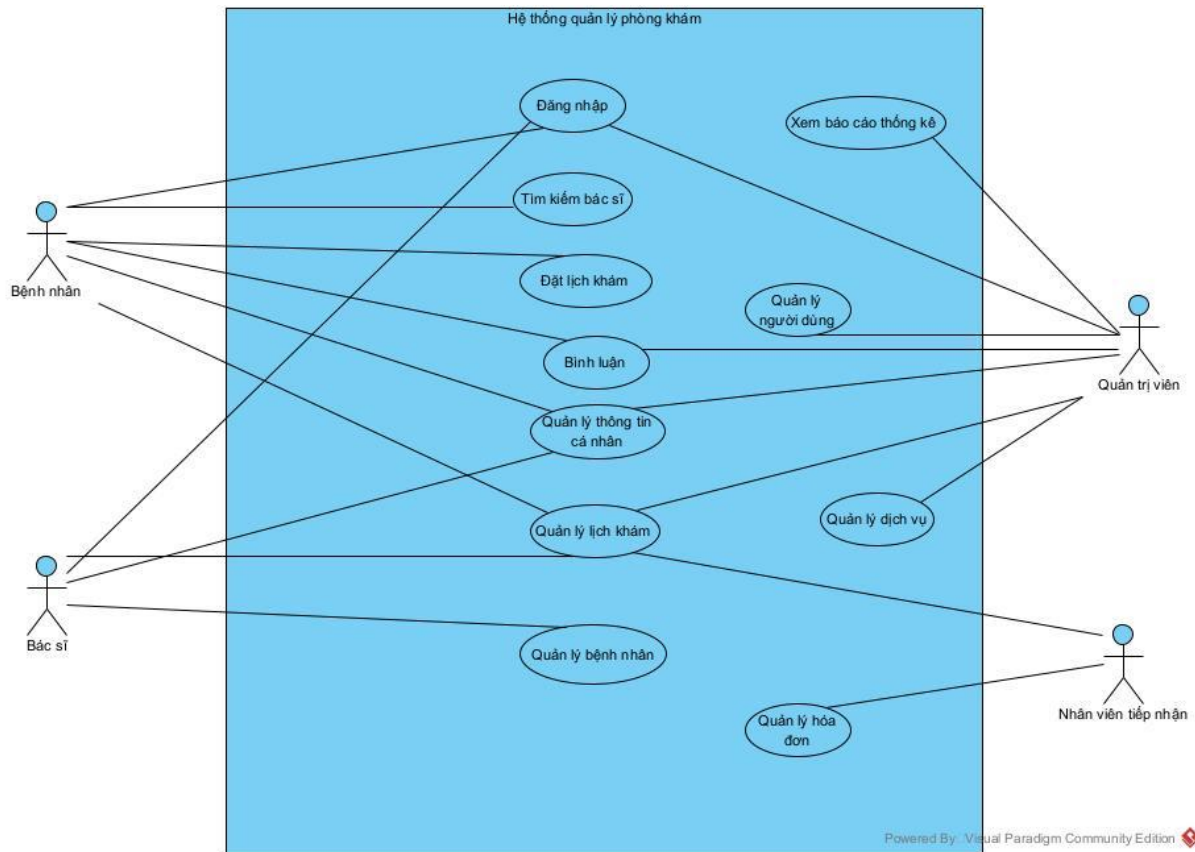 Hệ thống quản lý phòng khám
Đăng nhập
Xem báo cáo thống kê
Tìm kiếm bác sĩ
Bệnh nhân
Đặt lịch khám
Quản lý
người dùng
Bình luận
Quản trị viên
Quản lý thông tin
cá nhân
Quản lý dịch vụ
Quản lý lịch khám
Bác sĩ
Quản lý bệnh nhân
Nhân viên tiếp nhận
Quản lý hóa
đơn
Powered By: Visual Paradigm Community Edition